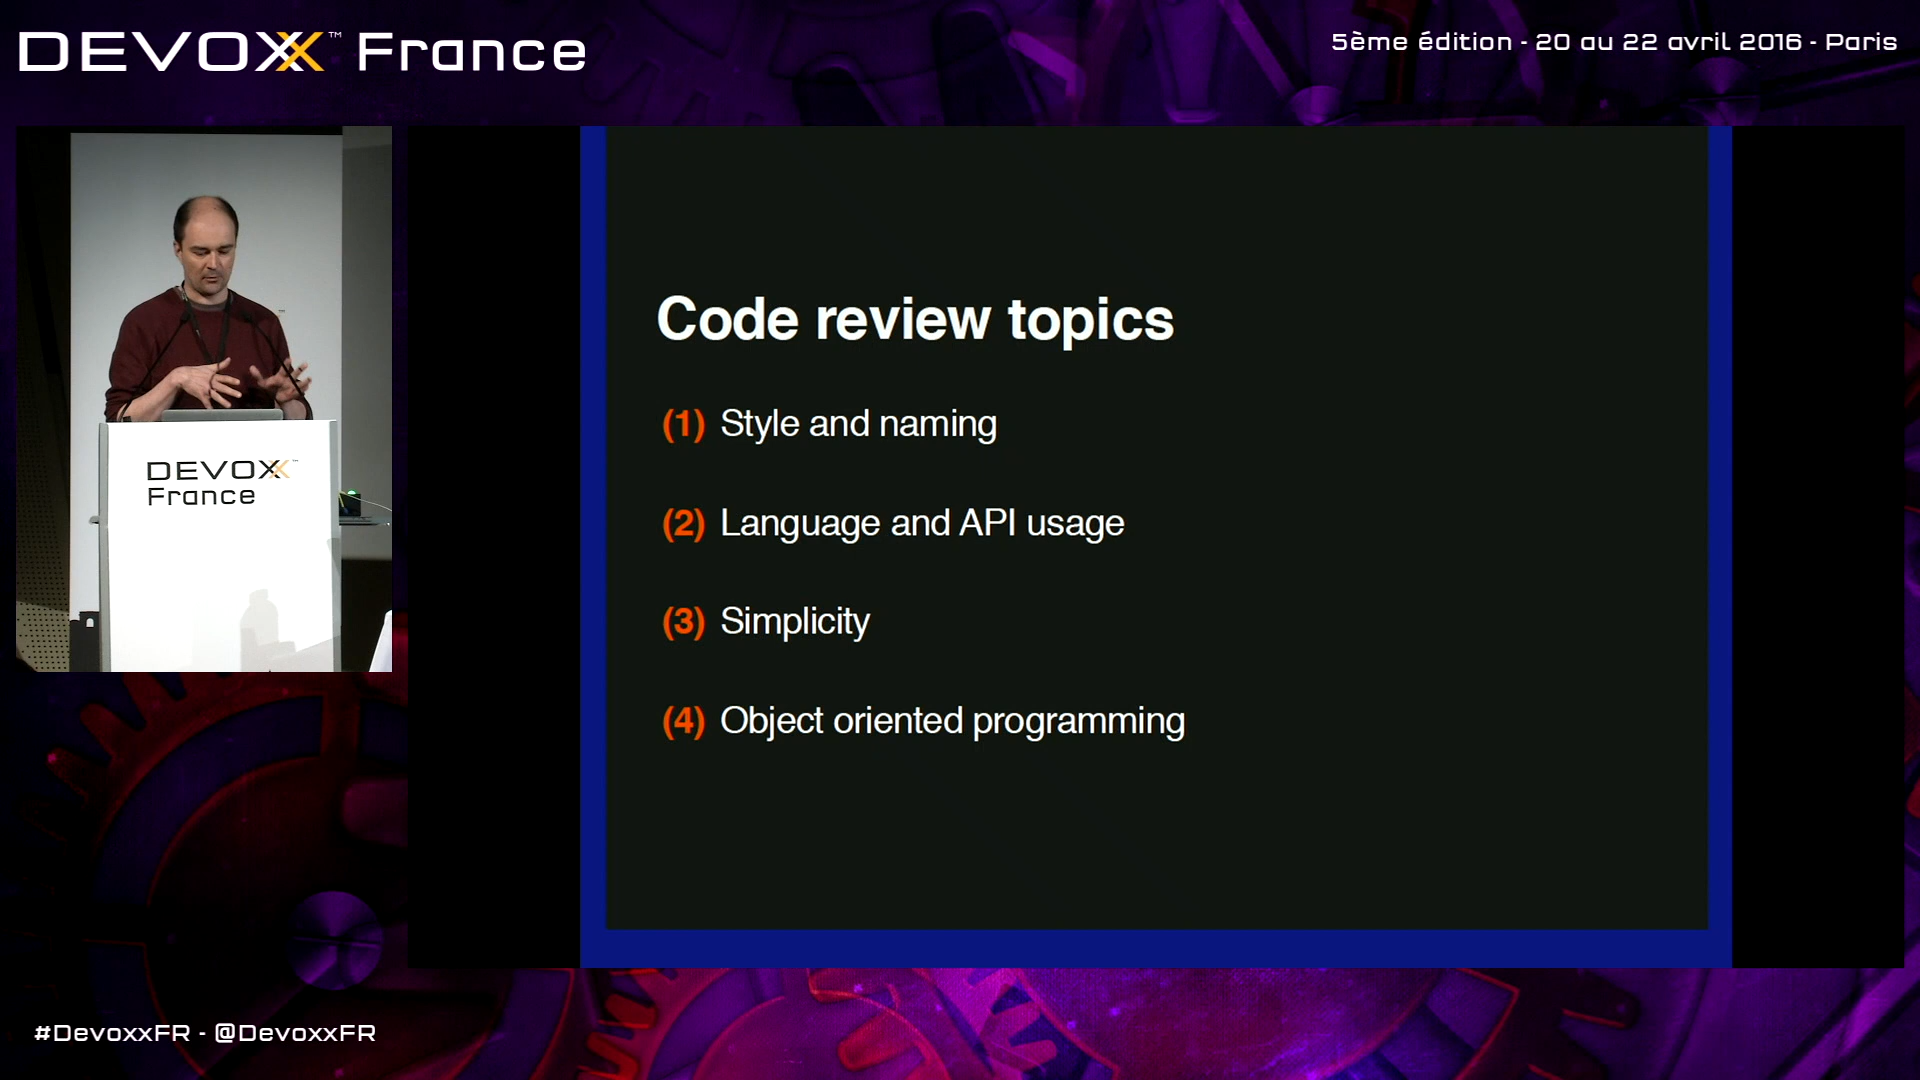 DEVOXX™ France
5ème édition - 20 au 22 avril 2016 - Paris
DEVOXX™
France
Code review topics
(1) Style and naming
(2) Language and API usage
(3) Simplicity
(4) Object oriented programming
#DevoxxFR - @DevoxxFR